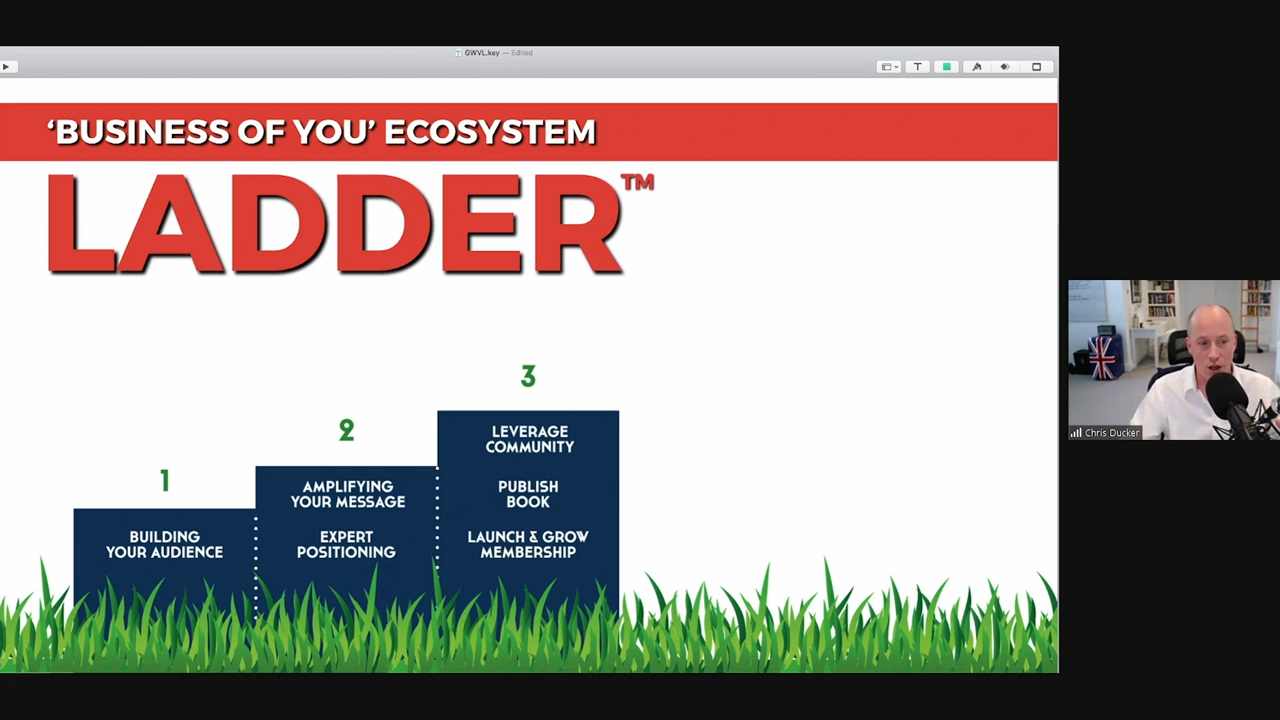 GWVL.key — Edited
‘BUSINESS OF YOU’ ECOSYSTEM
LADDER™
1
BUILDING
YOUR AUDIENCE
2
AMPLIFYING
YOUR MESSAGE
EXPERT
POSITIONING
3
LEVERAGE
COMMUNITY
PUBLISH
BOOK
LAUNCH & GROW
MEMBERSHIP
Chris Ducker